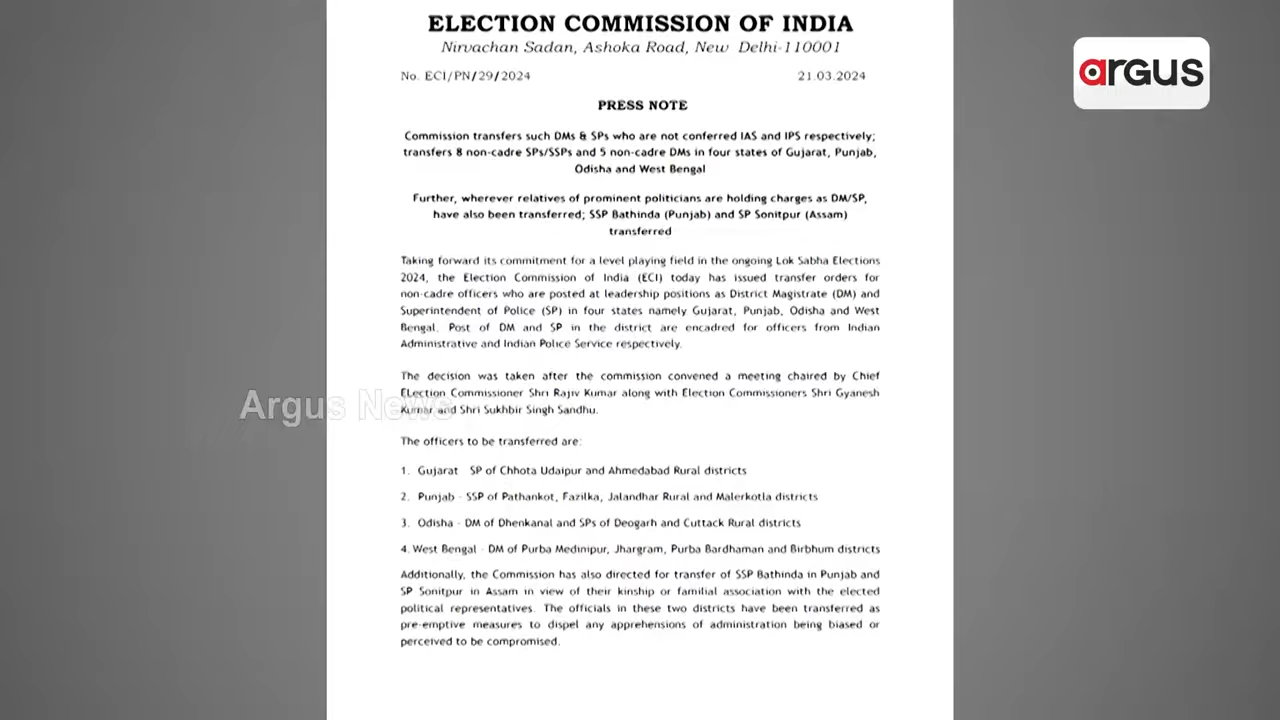 ELECTION COMMISSION OF INDIA
Nirvachan Sadan, Ashoka Road, New Delhi-110001
No. ECI/PN/29/2024 21.03.2024
argus
PRESS NOTE
Commission transfers such DMs & SPs who are not conferred IAS and IPS respectively;
transfers 8 non-cadre SPs/SSPs and 5 non-cadre DMs in four states of Gujarat, Punjab,
Odisha and West Bengal
Further, wherever relatives of prominent politicians are holding charges as DM/SP,
have also been transferred; SSP Bathinda (Punjab) and SP Sonitpur (Assam)
transferred
Taking forward its commitment for a level playing field in the ongoing Lok Sabha Elections
2024, the Election Commission of India (ECI) today has issued transfer orders for
non-cadre officers who are posted at leadership positions as District Magistrate (DM) and
Superintendent of Police (SP) in four states namely Gujarat, Punjab, Odisha and West
Bengal. Post of DM and SP in the district are encadred for officers from Indian
Administrative and Indian Police Service respectively.
The decision was taken after the commission convened a meeting chaired by Chief
Election Commissioner Shri Rajiv Kumar along with Election Commissioners Shri Gyanesh
Kumar and Shri Sukhbir Singh Sandhu.
Argus News
The officers to be transferred are:
1. Gujarat SP of Chhota Udaipur and Ahmedabad Rural districts
2. Punjab - SSP of Pathankot, Fazilka, Jalandhar Rural and Malerkotla districts
3. Odisha - DM of Dhenkanal and SPs of Deogarh and Cuttack Rural districts
4. West Bengal - DM of Purba Medinipur, Jhargram, Purba Bardhaman and Birbhum districts
Additionally, the Commission has also directed for transfer of SSP Bathinda in Punjab and
SP Sonitpur in Assam in view of their kinship or familial association with the elected
political representatives. The officials in these two districts have been transferred as
pre-emptive measures to dispel any apprehensions of administration being biased or
perceived to be compromised.